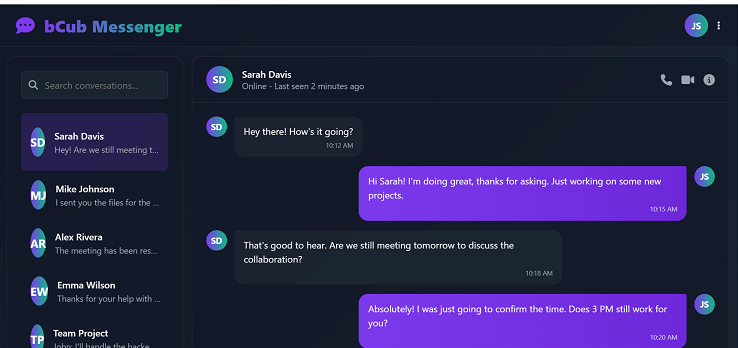 bCub Messenger
JS
Search conversations...
SD
Sarah Davis
Hey! Are we still meeting t...
MJ
Mike Johnson
I sent you the files for the ...
AR
Alex Rivera
The meeting has been res...
EW
Emma Wilson
Thanks for your help with ...
TP
Team Project
John: I'll handle the backe...
SD
Sarah Davis
Online - Last seen 2 minutes ago
SD
Hey there! How's it going?
10:12 AM
JS
Hi Sarah! I'm doing great, thanks for asking. Just working on some new
projects.
10:15 AM
SD
That's good to hear. Are we still meeting tomorrow to discuss the
collaboration?
10:18 AM
JS
Absolutely! I was just going to confirm the time. Does 3 PM still work for
you?
10:20 AM